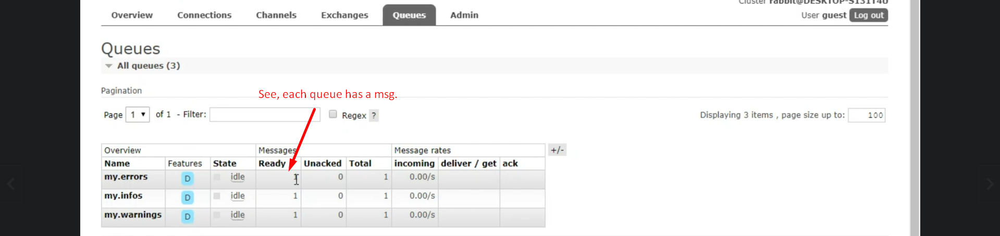 Cluster rabbit@DESKTOP-S131T4U
Overview Connections Channels Exchanges Queues Admin User guest Log out
Queues
All queues (3)
Pagination
See, each queue has a msg.
Page 1 of 1 - Filter: Regex ? Displaying 3 items , page size up to: 100
Overview Messages Message rates +/-
Name Features State Ready Unacked Total incoming deliver / get ack
my.errors D idle 1 0 1 0.00/s
my.infos D idle 1 0 1 0.00/s
my.warnings D idle 1 0 1 0.00/s